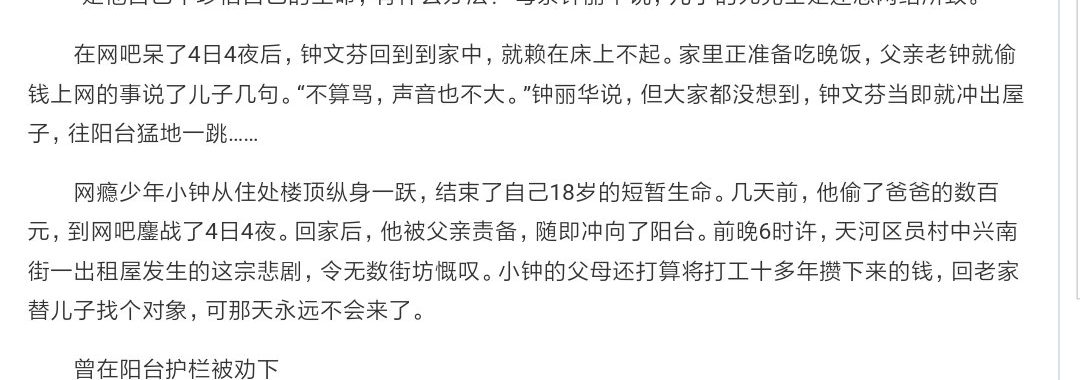 在网吧呆了4日4夜后，钟文芬回到到家中，就赖在床上不起。家里正准备吃晚饭，父亲老钟就偷
钱上网的事说了儿子几句。“不算骂，声音也不大。”钟丽华说，但大家都没想到，钟文芬当即就冲出屋
子，往阳台猛地一跳……
网瘾少年小钟从住处楼顶纵身一跃，结束了自己18岁的短暂生命。几天前，他偷了爸爸的数百
元，到网吧鏖战了4日4夜。回家后，他被父亲责备，随即冲向了阳台。前晚6时许，天河区员村中兴南
街一出租屋发生的这宗悲剧，令无数街坊慨叹。小钟的父母还打算将打工十多年攒下来的钱，回老家
替儿子找个对象，可那天永远不会来了。
曾在阳台护栏被劝下